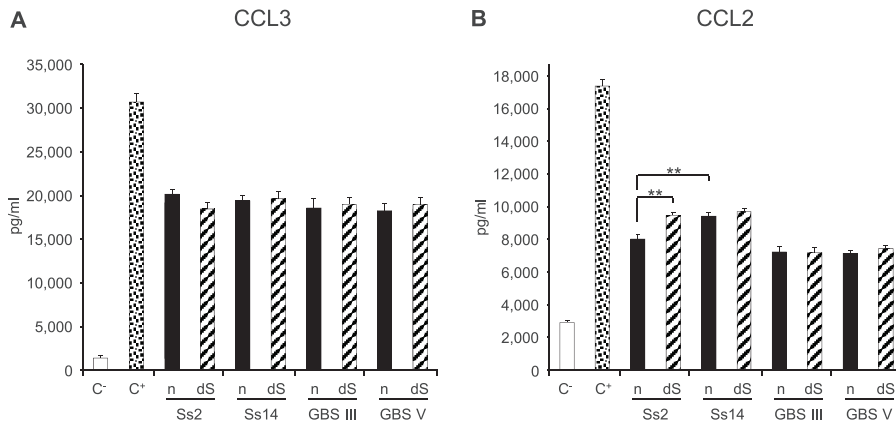 A
CCL3
pg/ml
35,000
30,000
25,000
20,000
15,000
10,000
5,000
0
C- C+ n dS n dS n dS n dS
Ss2 Ss14 GBS III GBS V
B
CCL2
pg/ml
18,000
16,000
14,000
12,000
10,000
8,000
6,000
4,000
2,000
0
**
**
C- C+ n dS n dS n dS n dS
Ss2 Ss14 GBS III GBS V